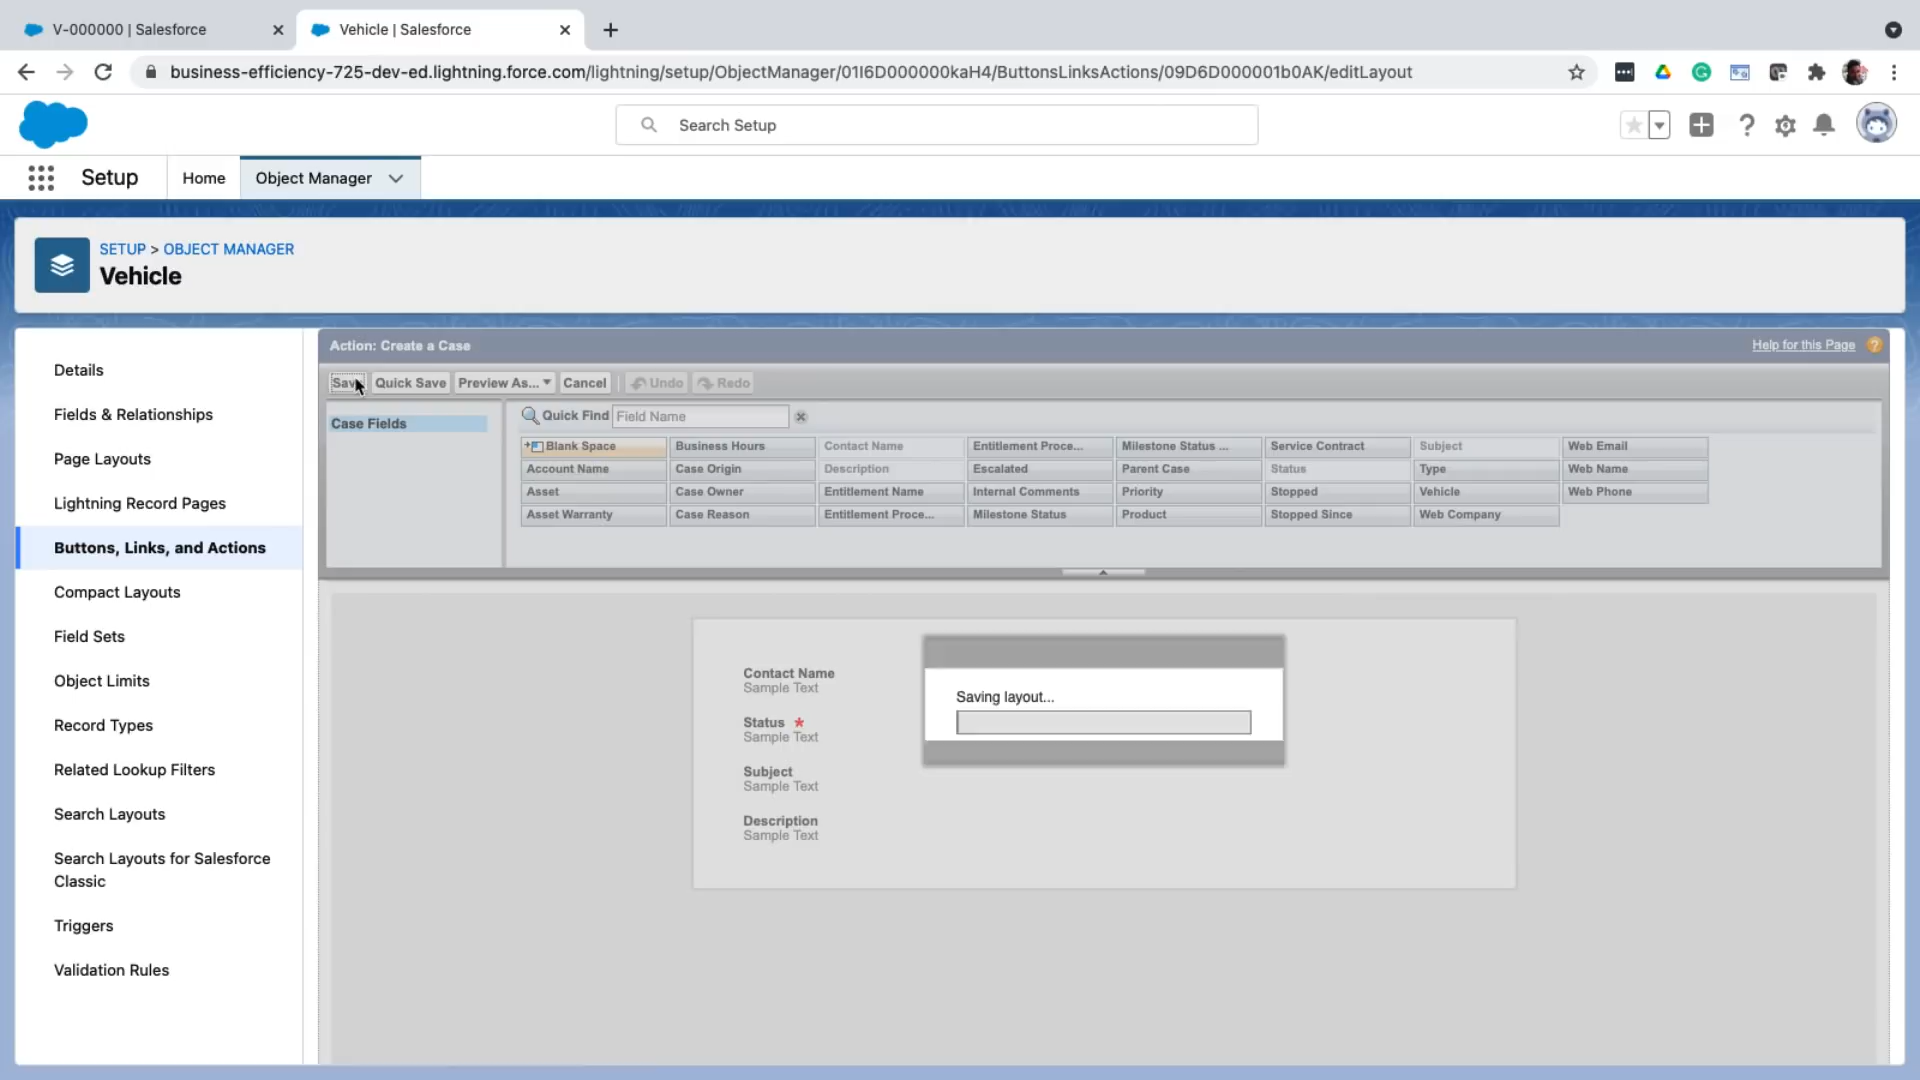 V-000000 | Salesforce
Vehicle | Salesforce
business-efficiency-725-dev-ed.lightning.force.com/lightning/setup/ObjectManager/01I6D000000kaH4/ButtonsLinksActions/09D6D000001b0AK/editLayout
Search Setup
Setup
Home
Object Manager
SETUP > OBJECT MANAGER
Vehicle
Details
Fields & Relationships
Page Layouts
Lightning Record Pages
Buttons, Links, and Actions
Compact Layouts
Field Sets
Object Limits
Record Types
Related Lookup Filters
Search Layouts
Search Layouts for Salesforce
Classic
Triggers
Validation Rules
Action: Create a Case
Help for this Page ?
Save Quick Save Preview As... Cancel Undo Redo
Case Fields
Quick Find Field Name
Blank Space Business Hours Contact Name Entitlement Proce... Milestone Status ... Service Contract Subject Web Email
Account Name Case Origin Description Escalated Parent Case Status Type Web Name
Asset Case Owner Entitlement Name Internal Comments Priority Stopped Vehicle Web Phone
Asset Warranty Case Reason Entitlement Proce... Milestone Status Product Stopped Since Web Company
Contact Name
Sample Text
Status *
Sample Text
Subject
Sample Text
Description
Sample Text
Saving layout...